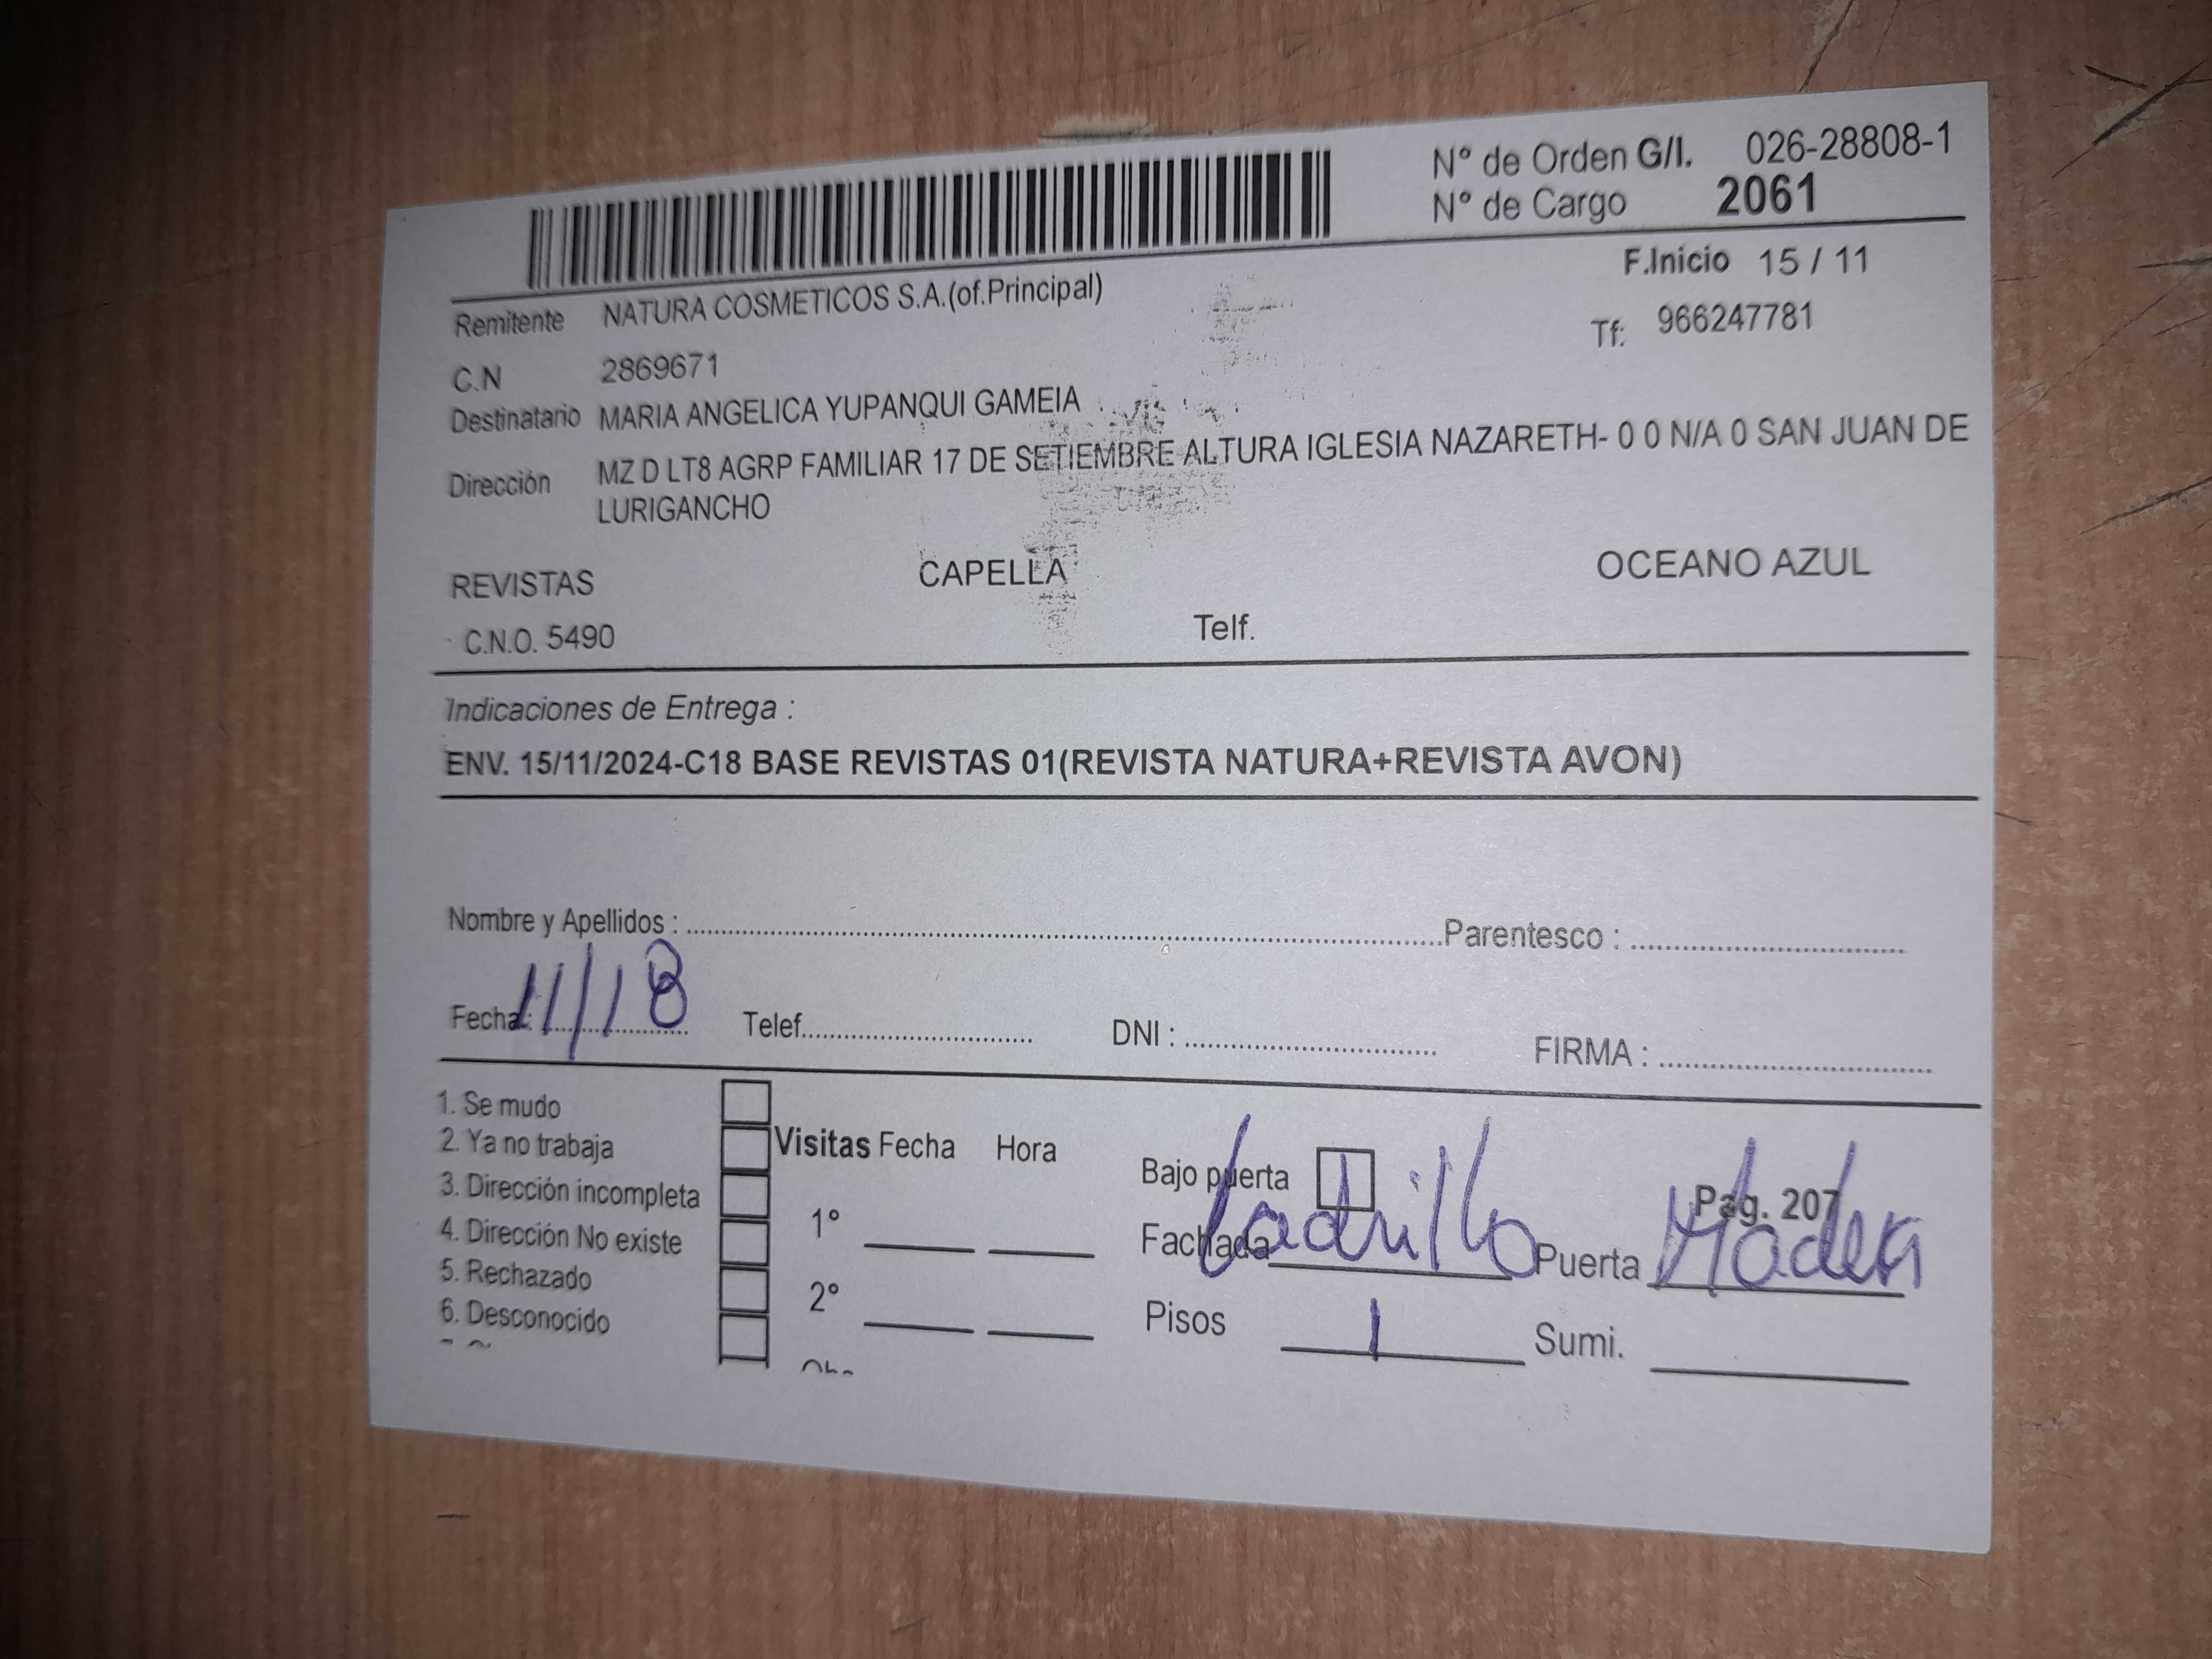 N° de Orden G/I. 026-28808-1
N° de Cargo 2061
F.Inicio 15 / 11
Remitente NATURA COSMETICOS S.A.(of.Principal)
Tf: 966247781
C.N 2869671
Destinatario MARIA ANGELICA YUPANQUI GAMEIA
Dirección MZ D LT8 AGRP FAMILIAR 17 DE SETIEMBRE ALTURA IGLESIA NAZARETH- 0 0 N/A 0 SAN JUAN DE
LURIGANCHO
REVISTAS CAPELLA OCEANO AZUL
C.N.O. 5490 Telf.
Indicaciones de Entrega :
ENV. 15/11/2024-C18 BASE REVISTAS 01(REVISTA NATURA+REVISTA AVON)
Nombre y Apellidos : Parentesco :
Fecha: 11/18 Telef. DNI : FIRMA :
1. Se mudo
2. Ya no trabaja
3. Dirección incompleta
4. Dirección No existe
5. Rechazado
6. Desconocido
Visitas Fecha Hora
1°
2°
Bajo puerta Pag. 207
Fachada Ladrillo Puerta Madera
Pisos 1 Sumi.